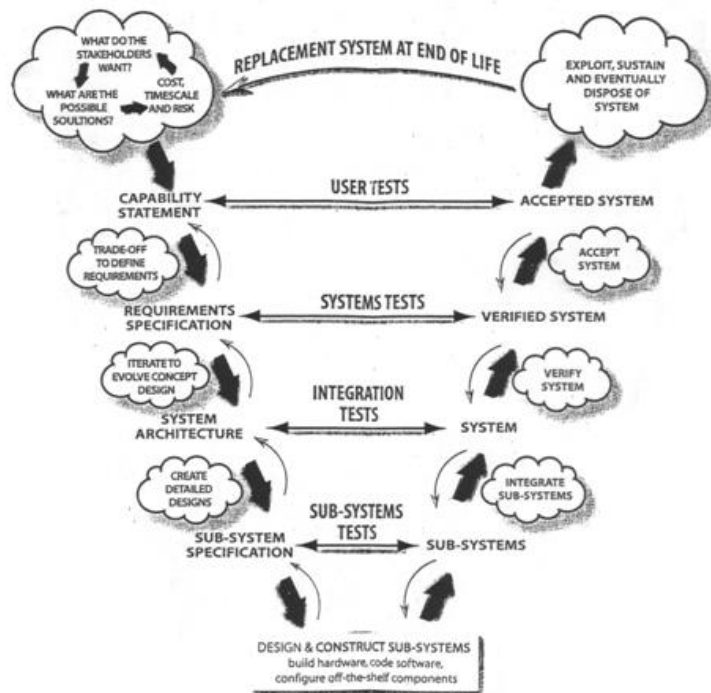 WHAT DO THE
STAKEHOLDERS
WANT?
COST,
TIMESCALE
AND RISK
WHAT ARE THE
POSSIBLE
SOULTIONS?
REPLACEMENT SYSTEM AT END OF LIFE
EXPLOIT, SUSTAIN
AND EVENTUALLY
DISPOSE OF
SYSTEM
CAPABILITY
STATEMENT
USER TESTS
ACCEPTED SYSTEM
TRADE-OFF
TO DEFINE
REQUIREMENTS
ACCEPT
SYSTEM
REQUIREMENTS
SPECIFICATION
SYSTEMS TESTS
VERIFIED SYSTEM
ITERATE TO
EVOLVE CONCEPT
DESIGN
VERIFY
SYSTEM
SYSTEM
ARCHITECTURE
INTEGRATION
TESTS
SYSTEM
CREATE
DETAILED
DESIGNS
INTEGRATE
SUB-SYSTEMS
SUB-SYSTEM
SPECIFICATION
SUB-SYSTEMS
TESTS
SUB-SYSTEMS
DESIGN & CONSTRUCT SUB-SYSTEMS
build hardware, code software,
configure off-the-shelf components